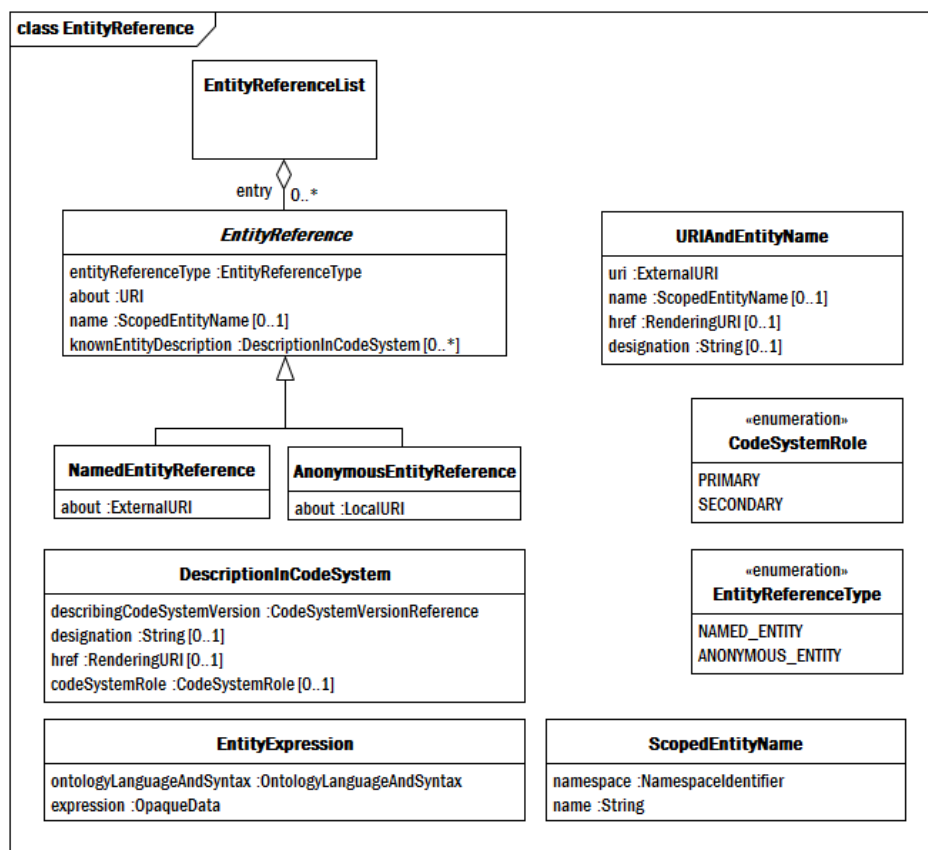 class EntityReference
EntityReferenceList
entry
0..*
EntityReference
entityReferenceType :EntityReferenceType
about :URI
name :ScopedEntityName [0..1]
knownEntityDescription :DescriptionInCodeSystem [0..*]
URIAndEntityName
uri :ExternalURI
name :ScopedEntityName [0..1]
href :RenderingURI [0..1]
designation :String [0..1]
«enumeration»
CodeSystemRole
PRIMARY
SECONDARY
NamedEntityReference
about :ExternalURI
AnonymousEntityReference
about :LocalURI
DescriptionInCodeSystem
describingCodeSystemVersion :CodeSystemVersionReference
designation :String [0..1]
href :RenderingURI [0..1]
codeSystemRole :CodeSystemRole [0..1]
«enumeration»
EntityReferenceType
NAMED_ENTITY
ANONYMOUS_ENTITY
EntityExpression
ontologyLanguageAndSyntax :OntologyLanguageAndSyntax
expression :OpaqueData
ScopedEntityName
namespace :NamespaceIdentifier
name :String